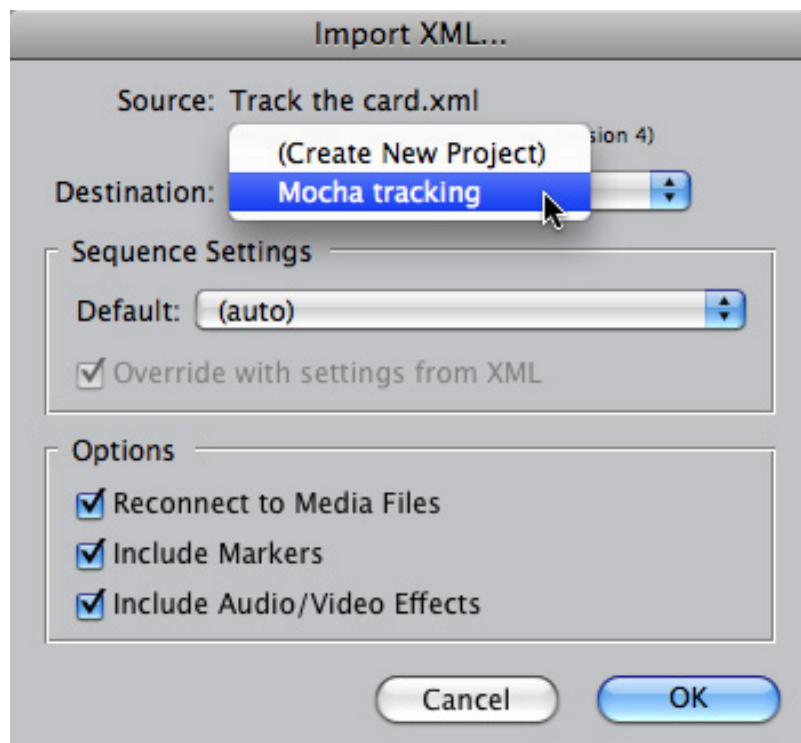 Import XML...
Source: Track the card.xml
sion 4)
(Create New Project)
Destination: Mocha tracking
Sequence Settings
Default: (auto)
Override with settings from XML
Options
Reconnect to Media Files
Include Markers
Include Audio/Video Effects
Cancel OK